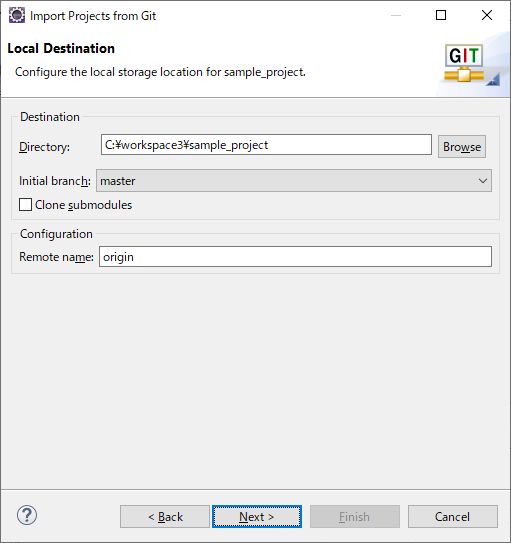 Import Projects from Git
Local Destination
Configure the local storage location for sample_project.
GIT
Destination
Directory: C:¥workspace3¥sample_project Browse
Initial branch: master
Clone submodules
Configuration
Remote name: origin
? < Back Next > Finish Cancel